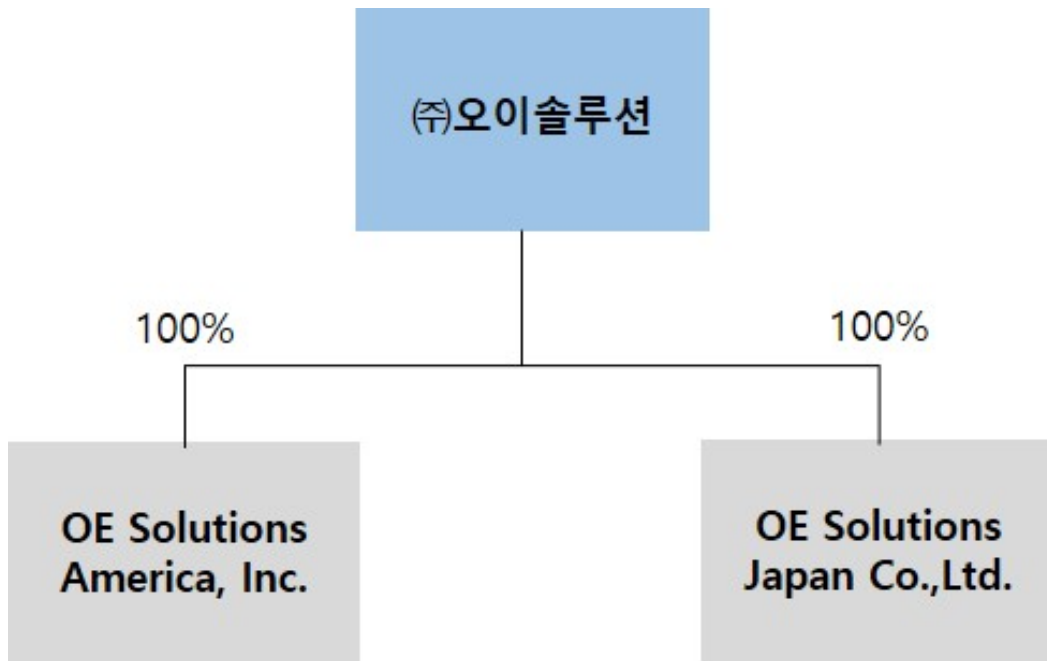 ㈜오이솔루션
100%
100%
OE Solutions
America, Inc.
OE Solutions
Japan Co.,Ltd.